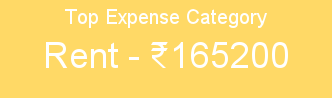 Top Expense Category
Rent - ₹165200